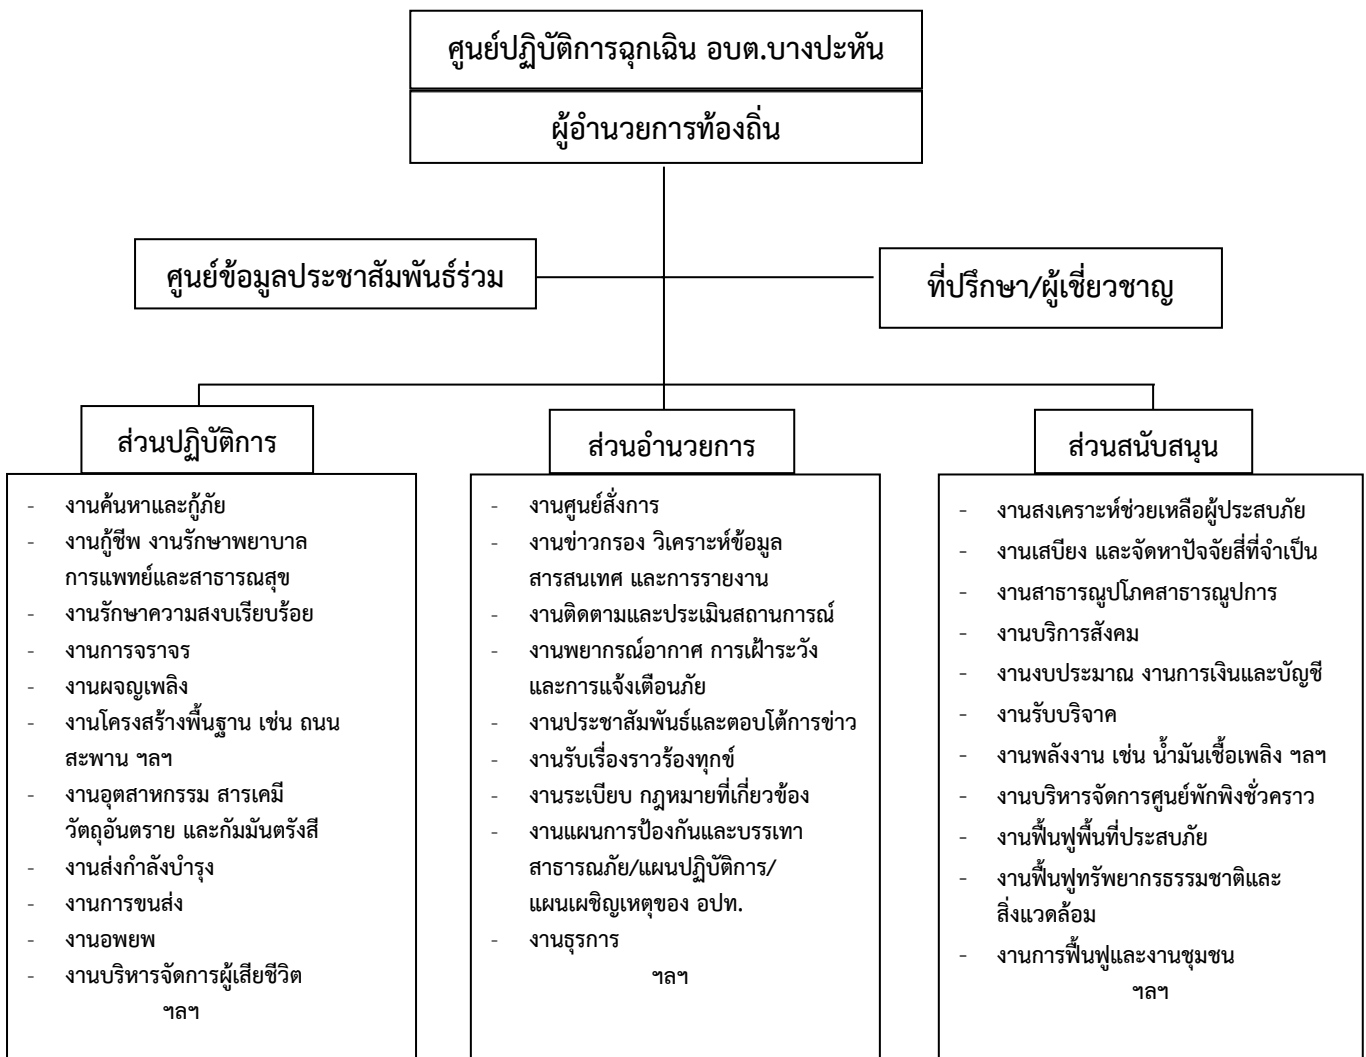 ศูนย์ปฏิบัติการฉุกเฉิน อบต.บางปะหัน
ผู้อำนวยการท้องถิ่น
ศูนย์ข้อมูลประชาสัมพันธ์ร่วม
ที่ปรึกษา/ผู้เชี่ยวชาญ
ส่วนปฏิบัติการ
- งานค้นหาและกู้ภัย
- งานกู้ชีพ งานรักษาพยาบาล
การแพทย์และสาธารณสุข
- งานรักษาความสงบเรียบร้อย
- งานการจราจร
- งานผจญเพลิง
- งานโครงสร้างพื้นฐาน เช่น ถนน
สะพาน ฯลฯ
- งานอุตสาหกรรม สารเคมี
วัตถุอันตราย และกัมมันตรังสี
- งานส่งกำลังบำรุง
- งานการขนส่ง
- งานอพยพ
- งานบริหารจัดการผู้เสียชีวิต
ฯลฯ
ส่วนอำนวยการ
- งานศูนย์สั่งการ
- งานข่าวกรอง วิเคราะห์ข้อมูล
สารสนเทศ และการรายงาน
- งานติดตามและประเมินสถานการณ์
- งานพยากรณ์อากาศ การเฝ้าระวัง
และการแจ้งเตือนภัย
- งานประชาสัมพันธ์และตอบโต้การข่าว
- งานรับเรื่องราวร้องทุกข์
- งานระเบียบ กฎหมายที่เกี่ยวข้อง
- งานแผนการป้องกันและบรรเทา
สาธารณภัย/แผนปฏิบัติการ/
แผนเผชิญเหตุของ อปท.
- งานธุรการ
ฯลฯ
ส่วนสนับสนุน
- งานสงเคราะห์ช่วยเหลือผู้ประสบภัย
- งานเสบียง และจัดหาปัจจัยสี่ที่จำเป็น
- งานสาธารณูปโภคสาธารณูปการ
- งานบริการสังคม
- งานงบประมาณ งานการเงินและบัญชี
- งานรับบริจาค
- งานพลังงาน เช่น น้ำมันเชื้อเพลิง ฯลฯ
- งานบริหารจัดการศูนย์พักพิงชั่วคราว
- งานฟื้นฟูพื้นที่ประสบภัย
- งานฟื้นฟูทรัพยากรธรรมชาติและ
สิ่งแวดล้อม
- งานการฟื้นฟูและงานชุมชน
ฯลฯ